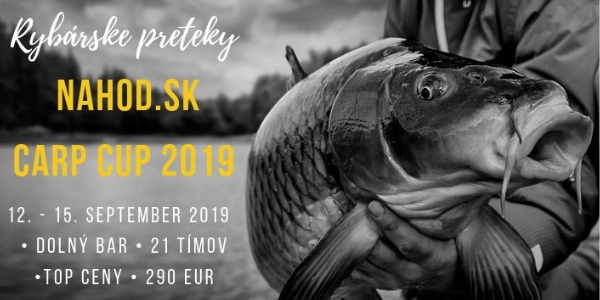 Rybárske preteky
NAHOD.SK
CARP CUP 2019
12. - 15. SEPTEMBER 2019
• DOLNÝ BAR • 21 TÍMOV
•TOP CENY • 290 EUR